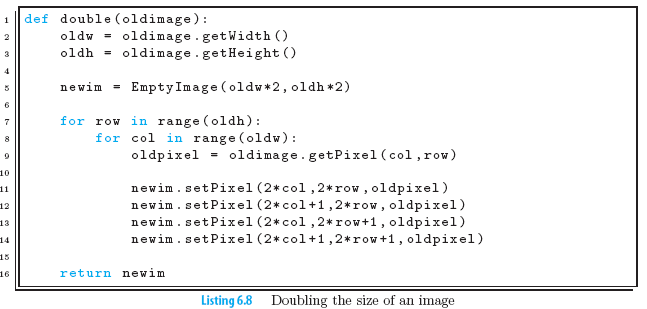 1 def double(oldimage):
2     oldw = oldimage.getWidth()
3     oldh = oldimage.getHeight()
4
5     newim = EmptyImage(oldw*2,oldh*2)
6
7     for row in range(oldh):
8         for col in range(oldw):
9             oldpixel = oldimage.getPixel(col,row)
10
11             newim.setPixel(2*col,2*row,oldpixel)
12             newim.setPixel(2*col+1,2*row,oldpixel)
13             newim.setPixel(2*col,2*row+1,oldpixel)
14             newim.setPixel(2*col+1,2*row+1,oldpixel)
15
16     return newim
Listing 6.8 Doubling the size of an image